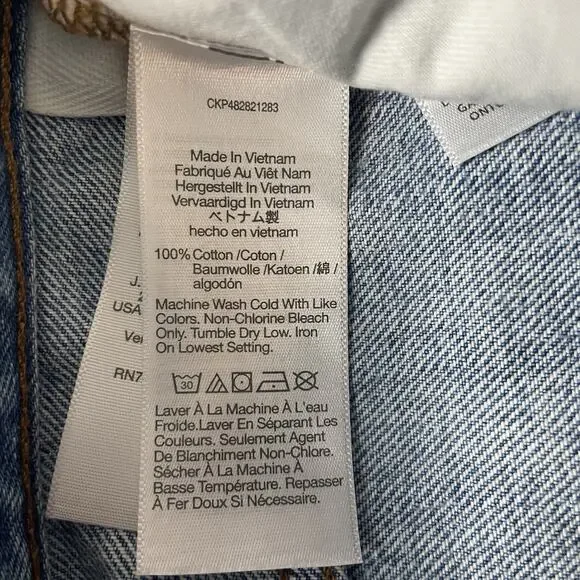 CKP482821283
Made In Vietnam
Fabriqué Au Viêt Nam
Hergestellt In Vietnam
Vervaardigd In Vietnam
ベトナム製
hecho en vietnam
100% Cotton /Coton /
Baumwolle /Katoen /綿 /
algodón
Machine Wash Cold With Like
Colors. Non-Chlorine Bleach
Only. Tumble Dry Low. Iron
On Lowest Setting.
30
Laver À La Machine À L'eau
Froide.Laver En Séparant Les
Couleurs. Seulement Agent
De Blanchiment Non-Chlore.
Sécher À La Machine À
Basse Température. Repasser
À Fer Doux Si Nécessaire.
J.
USA
RN7